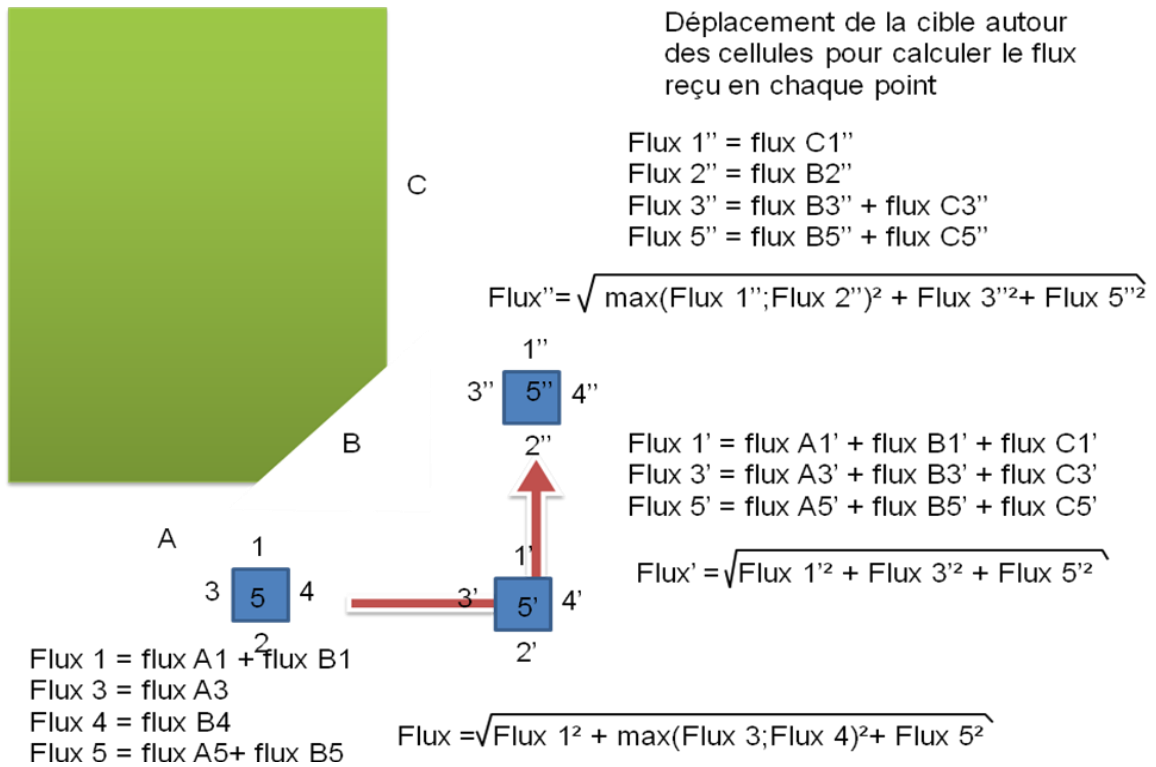 Déplacement de la cible autour
des cellules pour calculer le flux
reçu en chaque point
Flux 1’’ = flux C1’’
Flux 2’’ = flux B2’’
Flux 3’’ = flux B3’’ + flux C3’’
Flux 5’’ = flux B5’’ + flux C5’’
C
Flux’’= √ max(Flux 1’’;Flux 2’’)² + Flux 3’’²+ Flux 5’’²
1’’
3’’ 5’’ 4’’
2’’
B
Flux 1’ = flux A1’ + flux B1’ + flux C1’
Flux 3’ = flux A3’ + flux B3’ + flux C3’
Flux 5’ = flux A5’ + flux B5’ + flux C5’
Flux’ =√Flux 1’² + Flux 3’² + Flux 5’²
A
1
3 5 4
2
1’
3’ 5’ 4’
2’
Flux 1 = flux A1 + flux B1
Flux 3 = flux A3
Flux 4 = flux B4
Flux 5 = flux A5+ flux B5
Flux =√Flux 1² + max(Flux 3;Flux 4)²+ Flux 5²